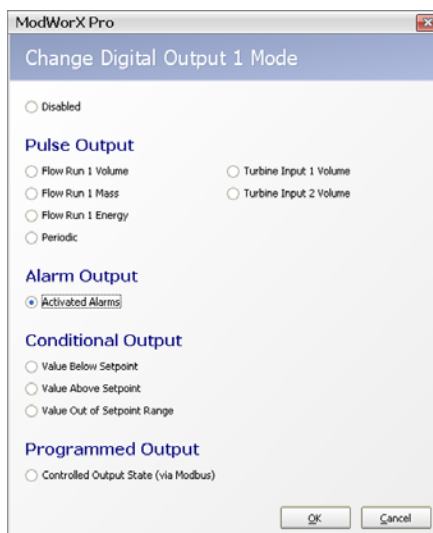 ModWorX Pro
Change Digital Output 1 Mode
Disabled
Pulse Output
Flow Run 1 Volume
Turbine Input 1 Volume
Flow Run 1 Mass
Turbine Input 2 Volume
Flow Run 1 Energy
Periodic
Alarm Output
Activated Alarms
Conditional Output
Value Below Setpoint
Value Above Setpoint
Value Out of Setpoint Range
Programmed Output
Controlled Output State (via Modbus)
OK
Cancel